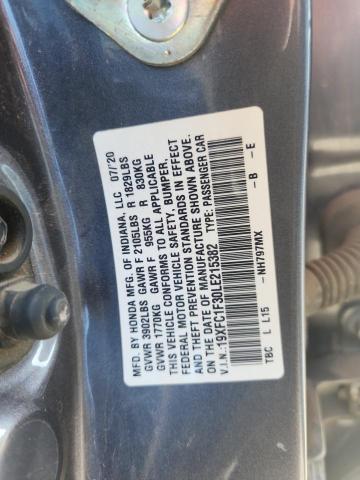 MFD. BY HONDA MFG. OF INDIANA, LLC 07/'20
GVWR 3902LBS GAWR F 2105LBS R 1829LBS
GVWR 1770KG GAWR F 955KG R 830KG
THIS VEHICLE CONFORMS TO ALL APPLICABLE
FEDERAL MOTOR VEHICLE SAFETY, BUMPER,
AND THEFT PREVENTION STANDARDS IN EFFECT
ON THE DATE OF MANUFACTURE SHOWN ABOVE.
V.I.N.:19XFC1F30LE215382 TYPE: PASSENGER CAR
NH797MX - B - E
TBC L L15